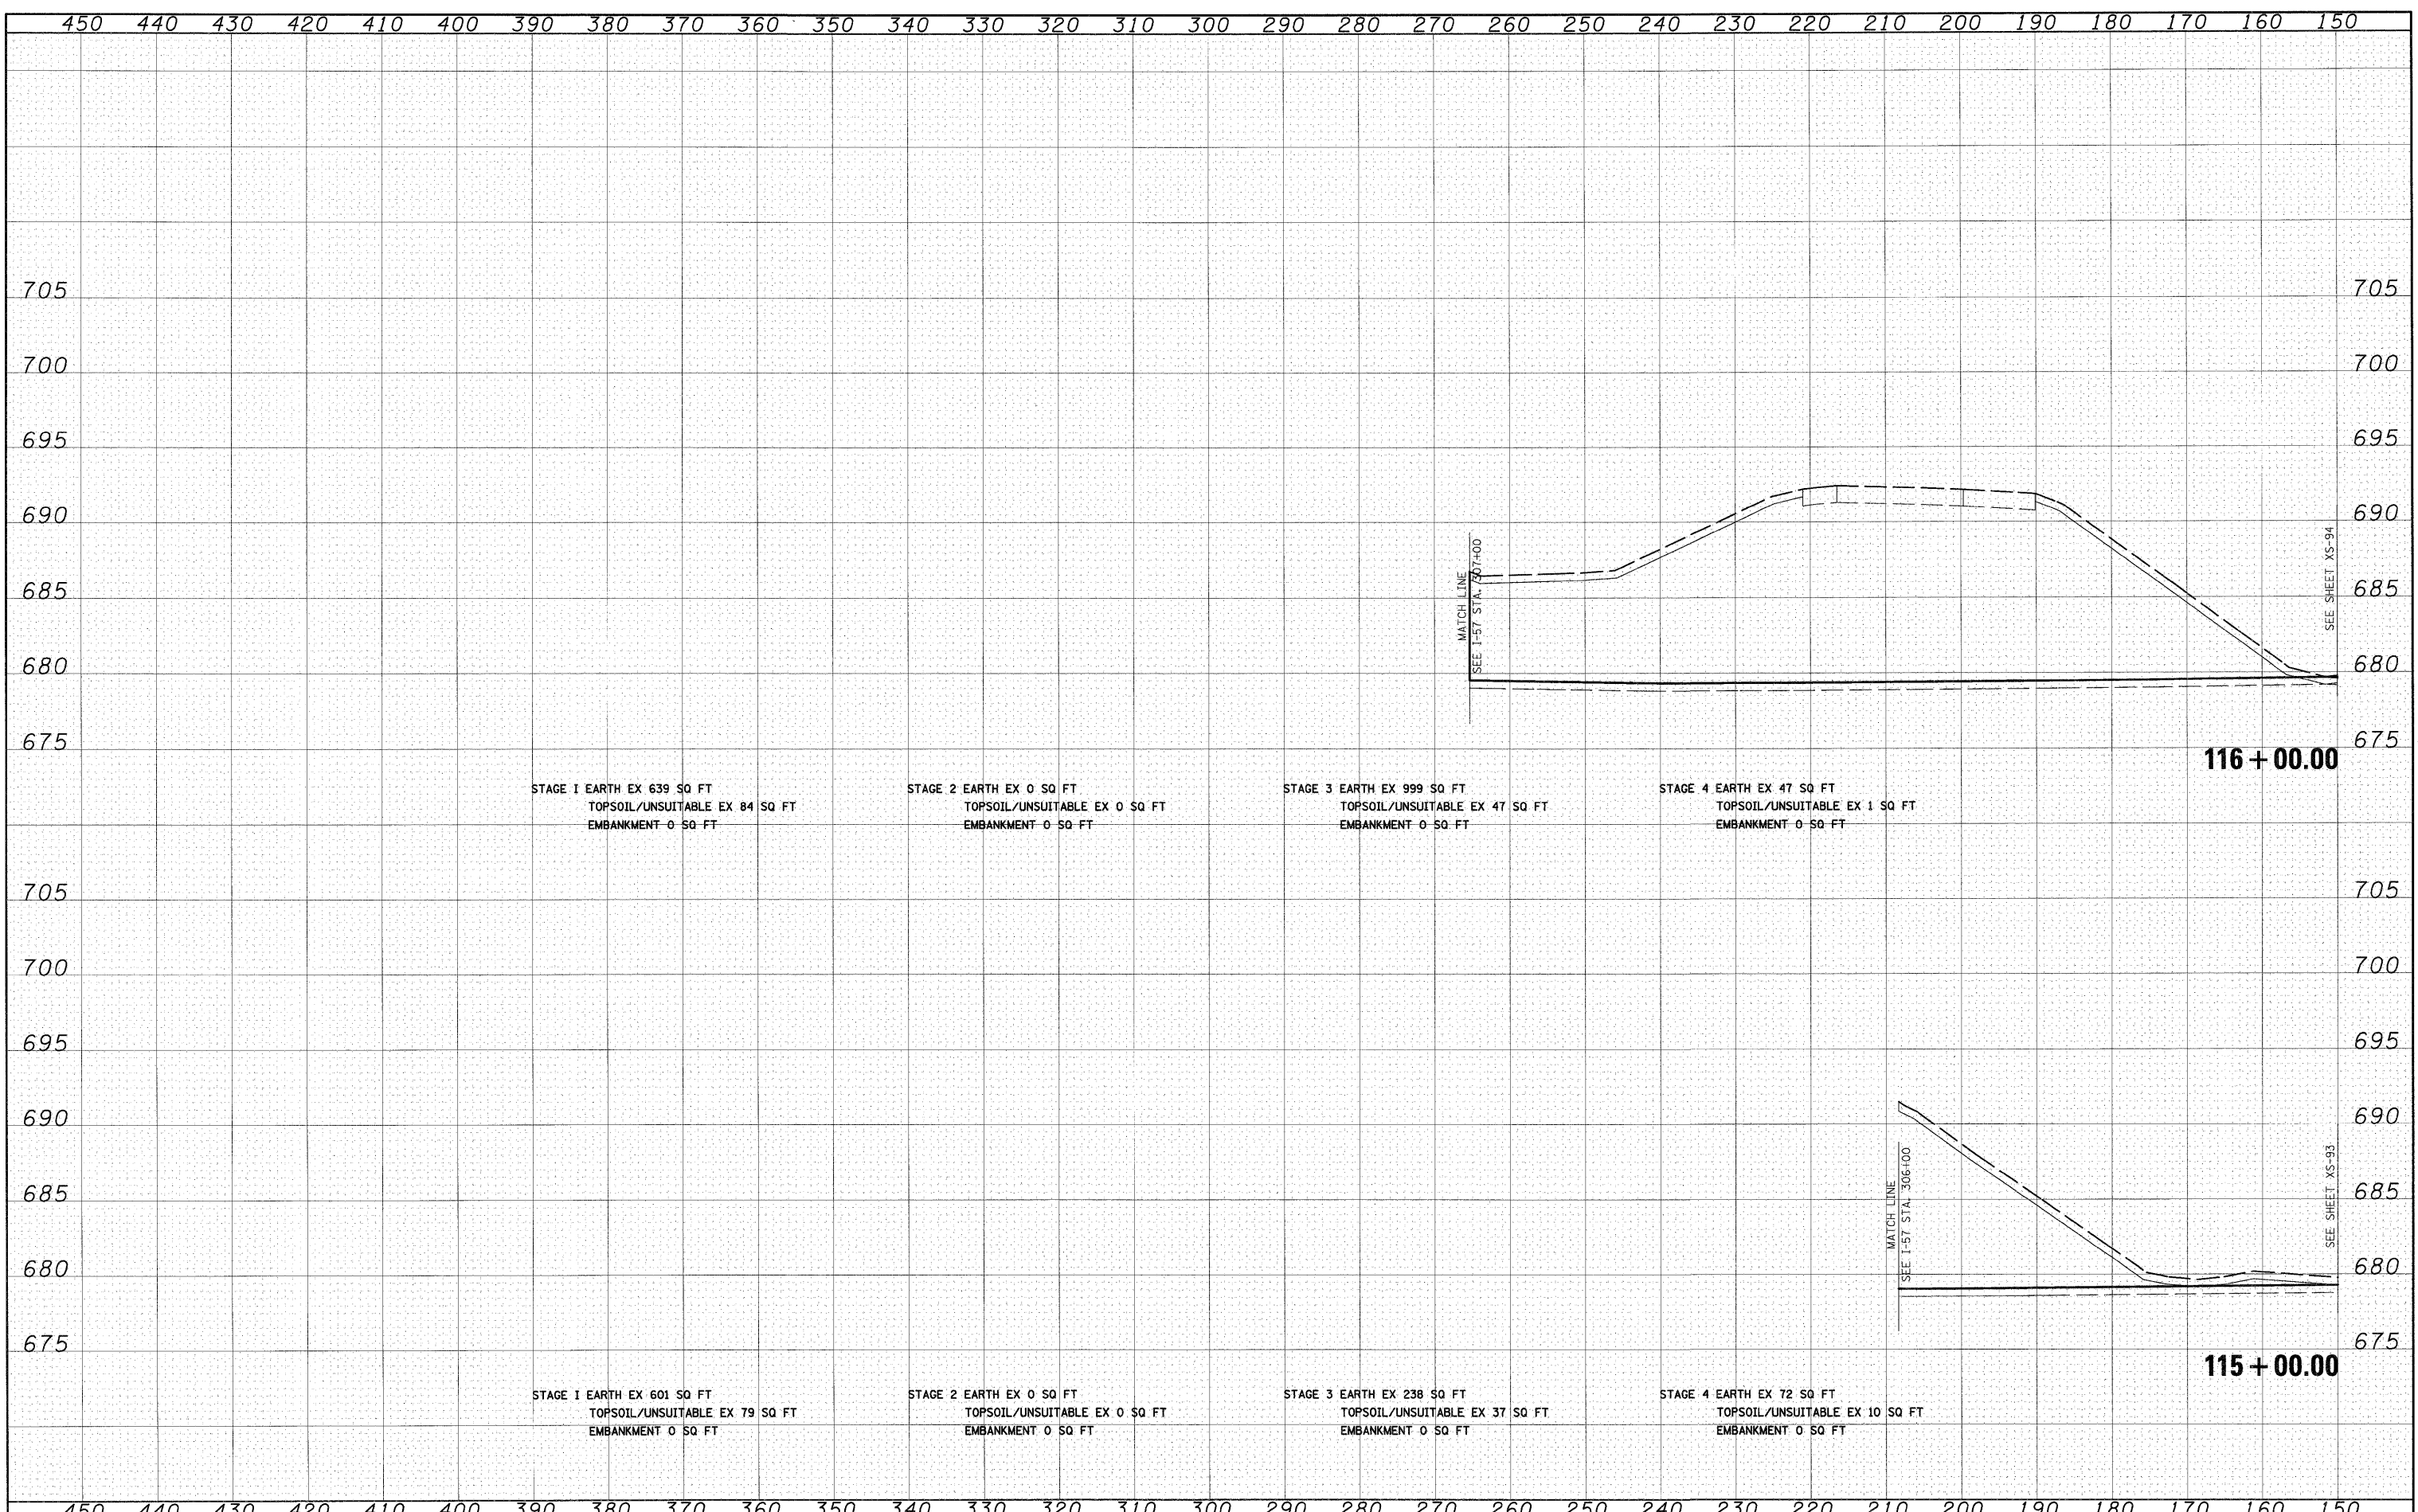 450 440 430 420 410 400 390 380 370 360 350 340 330 320 310 300 290 280 270 260 250 240 230 220 210 200 190 180 170 160 150
705 705
700 700
695 695
690 690
MATCH LINE
SEE I-57 STA. 307+00
SEE SHEET XS-94
685 685
680 680
675 675
116+00.00
STAGE 1 EARTH EX 639 SQ FT
TOPSOIL/UNSUITABLE EX 84 SQ FT
EMBANKMENT 0 SQ FT
STAGE 2 EARTH EX 0 SQ FT
TOPSOIL/UNSUITABLE EX 0 SQ FT
EMBANKMENT 0 SQ FT
STAGE 3 EARTH EX 999 SQ FT
TOPSOIL/UNSUITABLE EX 47 SQ FT
EMBANKMENT 0 SQ FT
STAGE 4 EARTH EX 47 SQ FT
TOPSOIL/UNSUITABLE EX 1 SQ FT
EMBANKMENT 0 SQ FT
705 705
700 700
695 695
690 690
MATCH LINE
SEE I-57 STA. 306+00
SEE SHEET XS-93
685 685
680 680
675 675
115+00.00
STAGE 1 EARTH EX 601 SQ FT
TOPSOIL/UNSUITABLE EX 79 SQ FT
EMBANKMENT 0 SQ FT
STAGE 2 EARTH EX 0 SQ FT
TOPSOIL/UNSUITABLE EX 0 SQ FT
EMBANKMENT 0 SQ FT
STAGE 3 EARTH EX 238 SQ FT
TOPSOIL/UNSUITABLE EX 37 SQ FT
EMBANKMENT 0 SQ FT
STAGE 4 EARTH EX 72 SQ FT
TOPSOIL/UNSUITABLE EX 10 SQ FT
EMBANKMENT 0 SQ FT
450 440 430 420 410 400 390 380 370 360 350 340 330 320 310 300 290 280 270 260 250 240 230 220 210 200 190 180 170 160 150